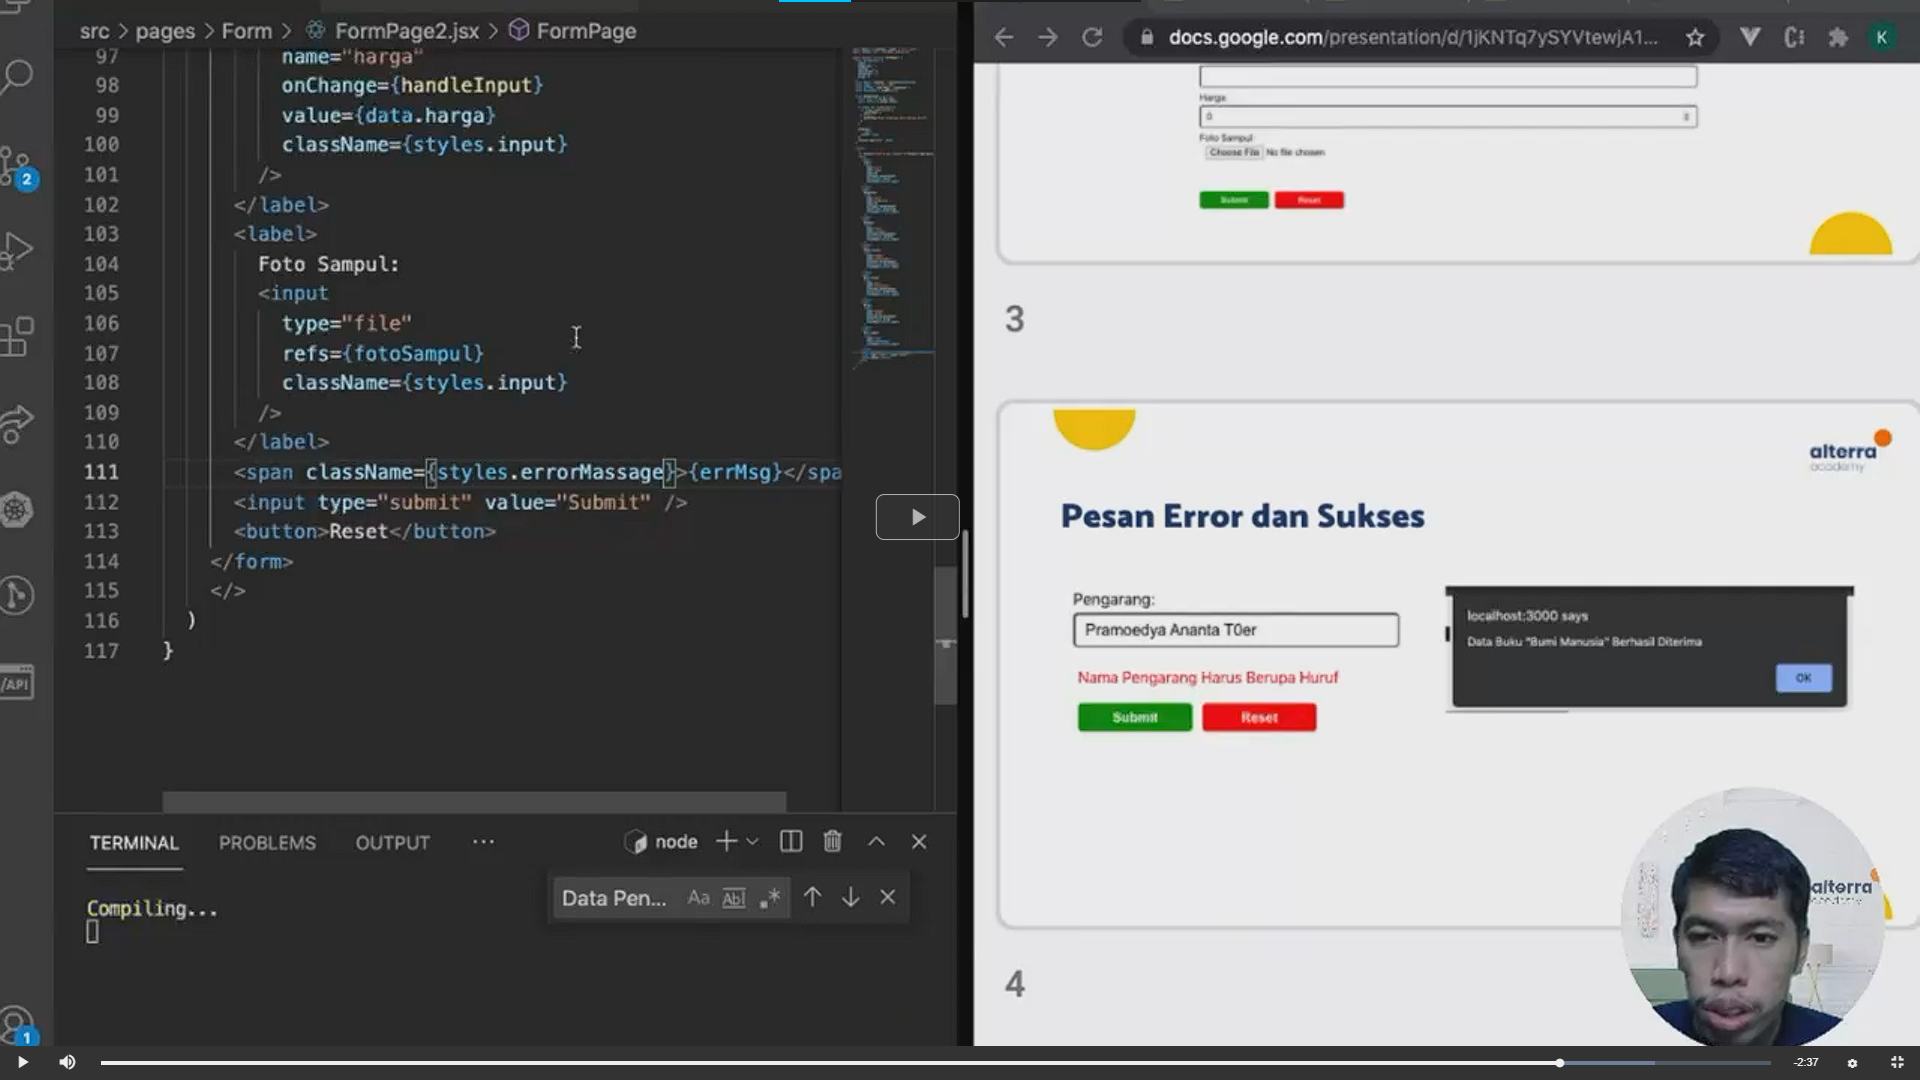 src > pages > Form > FormPage2.jsx > FormPage
97 name="harga"
98 onChange={handleInput}
99 value={data.harga}
100 className={styles.input}
101 />
102 </label>
103 <label>
104 Foto Sampul:
105 <input
106 type="file"
107 refs={fotoSampul}
108 className={styles.input}
109 />
110 </label>
111 <span className={styles.errorMassage}>{errMsg}</spa
112 <input type="submit" value="Submit" />
113 <button>Reset</button>
114 </form>
115 </>
116 )
117 }
2
/API
1
TERMINAL PROBLEMS OUTPUT ... node
Data Pen... Aa Abl .*
Compiling...
docs.google.com/presentation/d/1jKNTq7ySYVtewjA1...
K
Harga:
0
Foto Sampul:
Choose File No file chosen
Submit Reset
3
alterra
academy
Pesan Error dan Sukses
Pengarang:
Pramoedya Ananta T0er
Nama Pengarang Harus Berupa Huruf
Submit Reset
localhost:3000 says
Data Buku "Bumi Manusia" Berhasil Diterima
OK
4
alterra
academy
-2:37